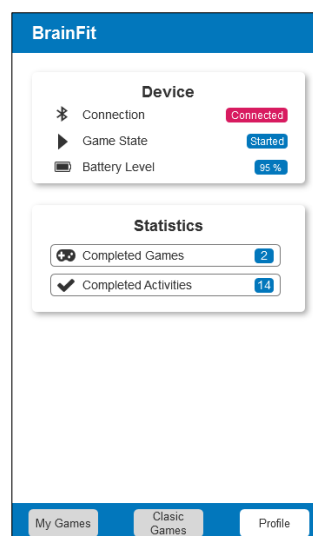 BrainFit
Device
Connection Connected
Game State Started
Battery Level 95 %
Statistics
Completed Games 2
Completed Activities 14
My Games
Clasic
Games
Profile